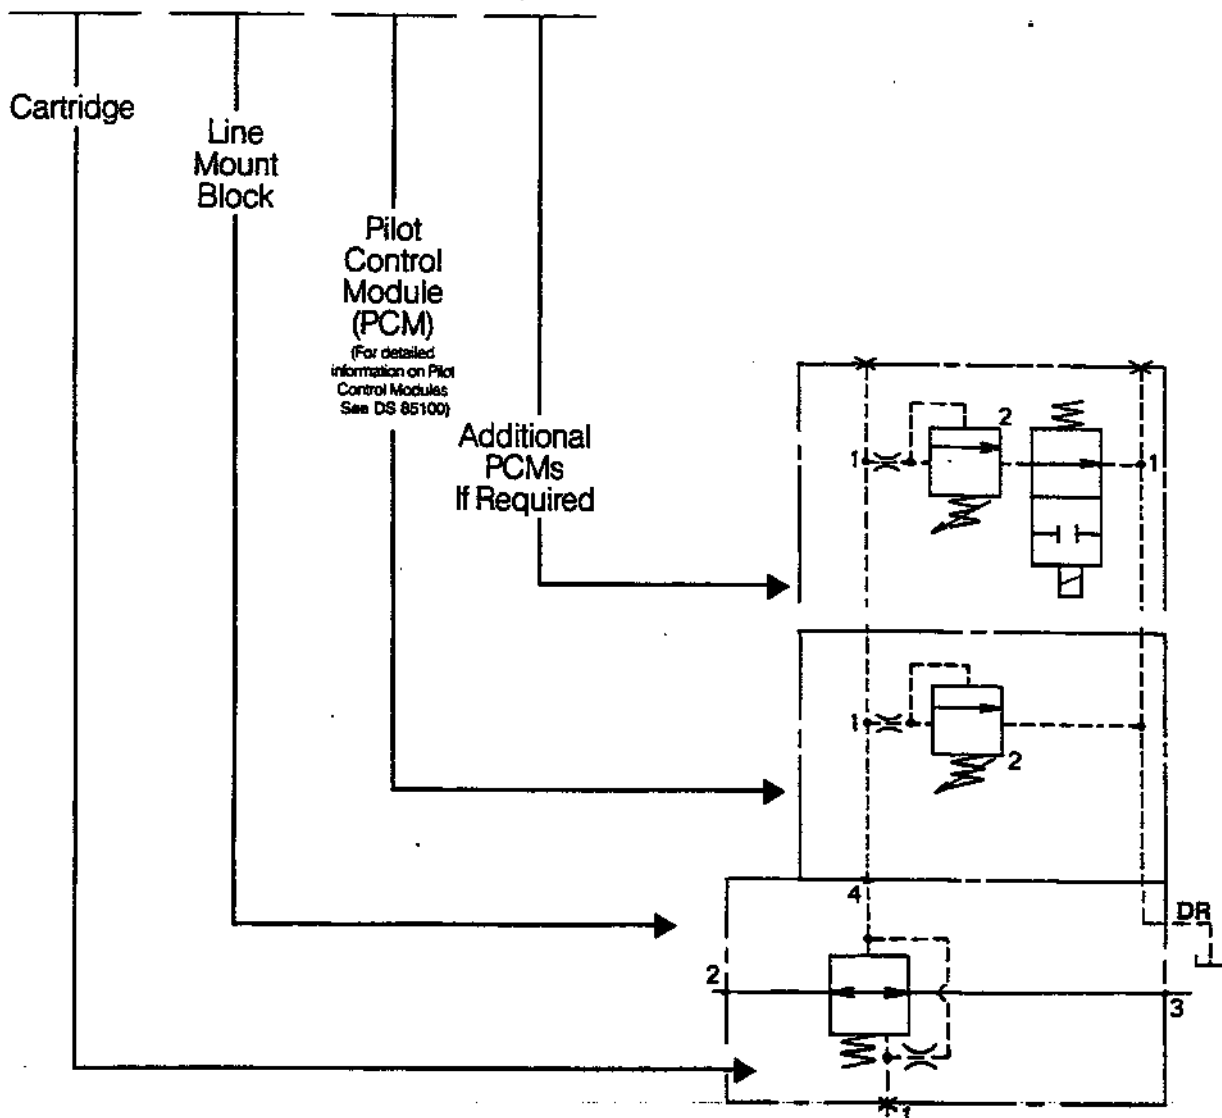 Cartridge
Line
Mount
Block
Pilot
Control
Module
(PCM)
(For detailed
information on Pilot
Control Modules
See DS 85100)
Additional
PCMs
If Required
2
1
1
1
2
4
DR
2
3
1